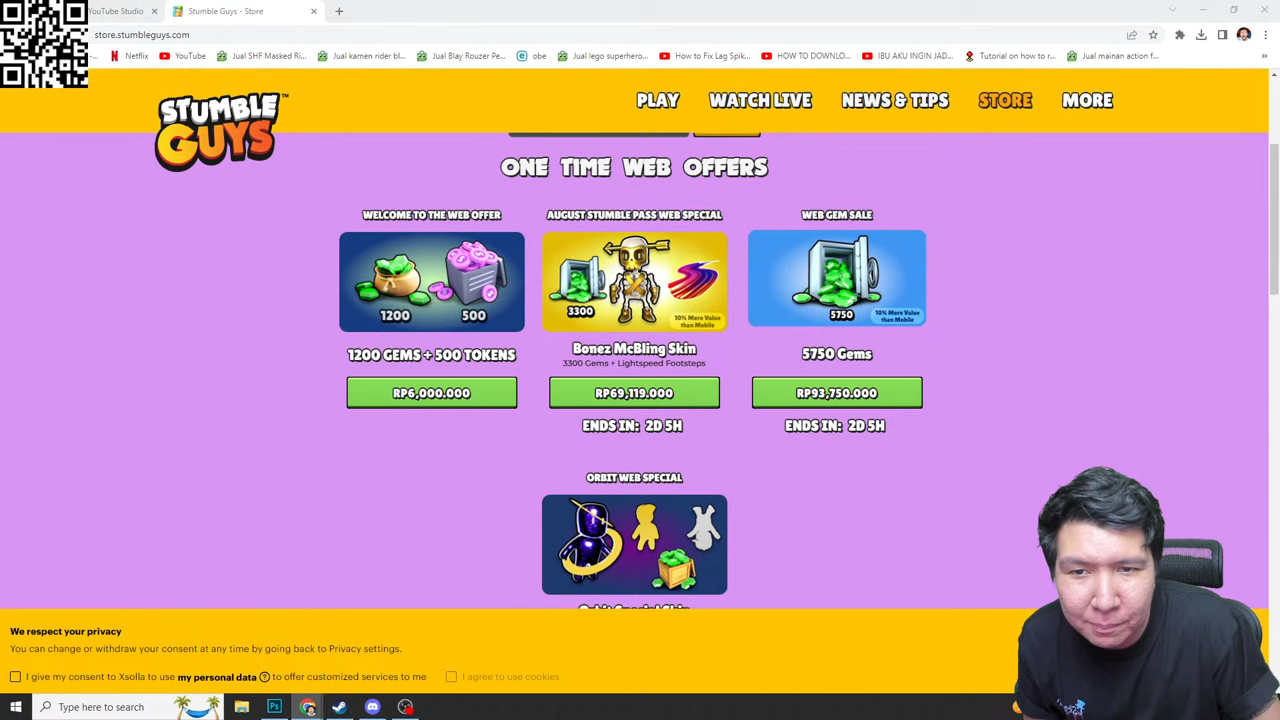 YouTube Studio
Stumble Guys - Store
store.stumbleguys.com
Netflix
YouTube
Jual SHF Masked Ri...
Jual kamen rider bl...
Jual Blay Rouzer Pe...
obe
Jual lego superhero...
How to Fix Lag Spik...
HOW TO DOWNLO...
IBU AKU INGIN JAD...
Tutorial on how to r...
Jual mainan action f...
STUMBLE GUYS™
PLAY
WATCH LIVE
NEWS & TIPS
STORE
MORE
ONE TIME WEB OFFERS
WELCOME TO THE WEB OFFER
1200
500
1200 GEMS + 500 TOKENS
RP6,000.000
AUGUST STUMBLE PASS WEB SPECIAL
3300
10% More Value
than Mobile
Bonez McBling Skin
3300 Gems + Lightspeed Footsteps
RP69,119.000
ENDS IN: 2D 5H
WEB GEM SALE
5750
10% More Value
than Mobile
5750 Gems
RP93,750.000
ENDS IN: 2D 5H
ORBIT WEB SPECIAL
Orbit Special Skin
We respect your privacy
You can change or withdraw your consent at any time by going back to Privacy settings.
I give my consent to Xsolla to use my personal data ? to offer customized services to me
I agree to use cookies
Type here to search
Ps